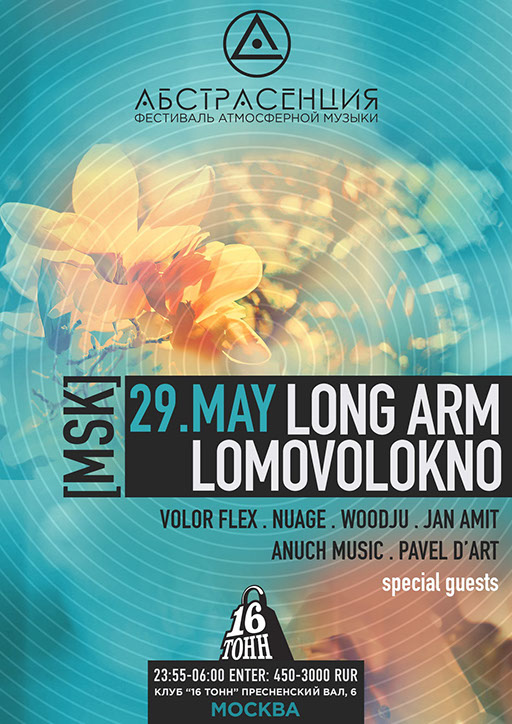 АБСТРАСЕНЦИЯ
ФЕСТИВАЛЬ АТМОСФЕРНОЙ МУЗЫКИ
[MSK]
29.MAY LONG ARM
LOMOVOLOKNO
VOLOR FLEX . NUAGE . WOODJU . JAN AMIT
ANUCH MUSIC . PAVEL D'ART
special guests
16
ТОНН
23:55-06:00 ENTER: 450-3000 RUR
КЛУБ "16 ТОНН" ПРЕСНЕНСКИЙ ВАЛ, 6
МОСКВА